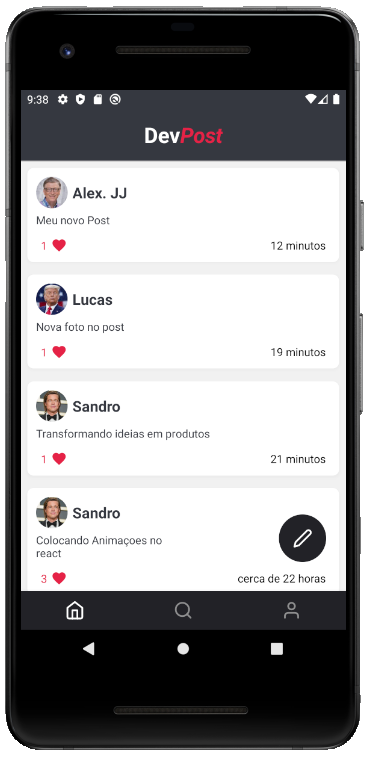 9:38
DevPost
Alex. JJ
Meu novo Post
1 12 minutos
Lucas
Nova foto no post
1 19 minutos
Sandro
Transformando ideias em produtos
1 21 minutos
Sandro
Colocando Animaçoes no
react
3 cerca de 22 horas